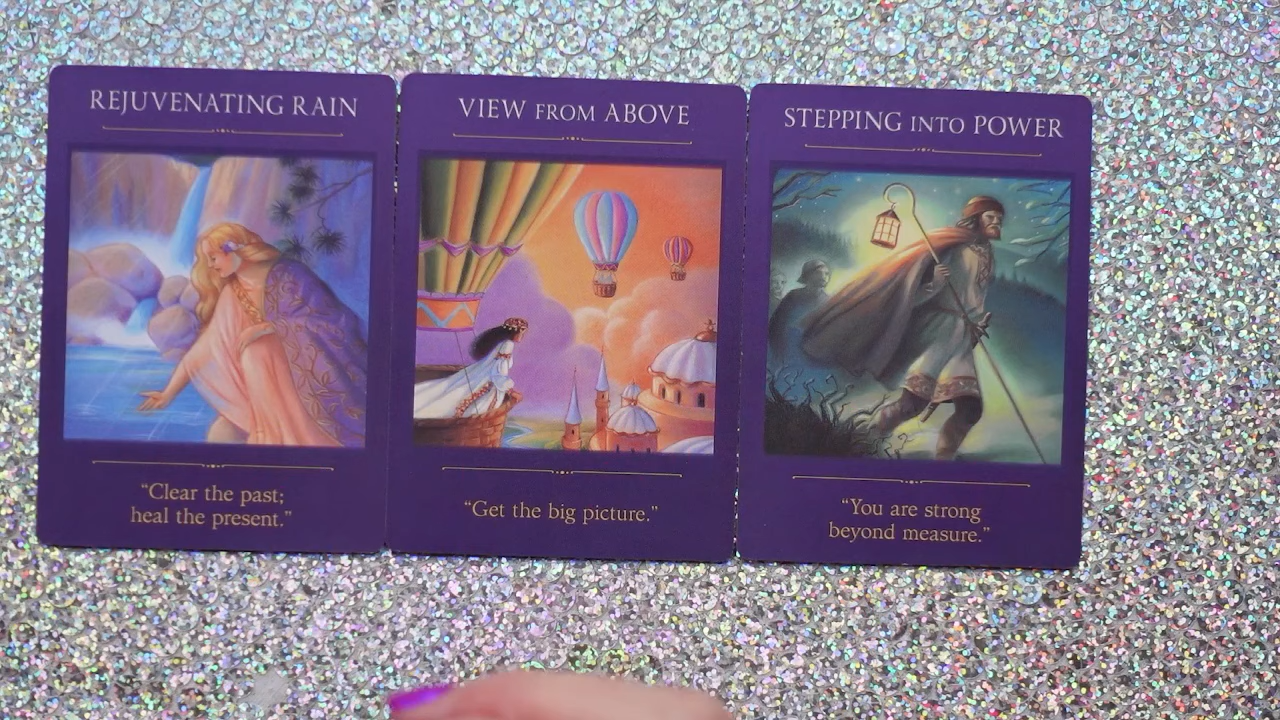 REJUVENATING RAIN
"Clear the past;
heal the present."
VIEW FROM ABOVE
"Get the big picture."
STEPPING INTO POWER
"You are strong
beyond measure."